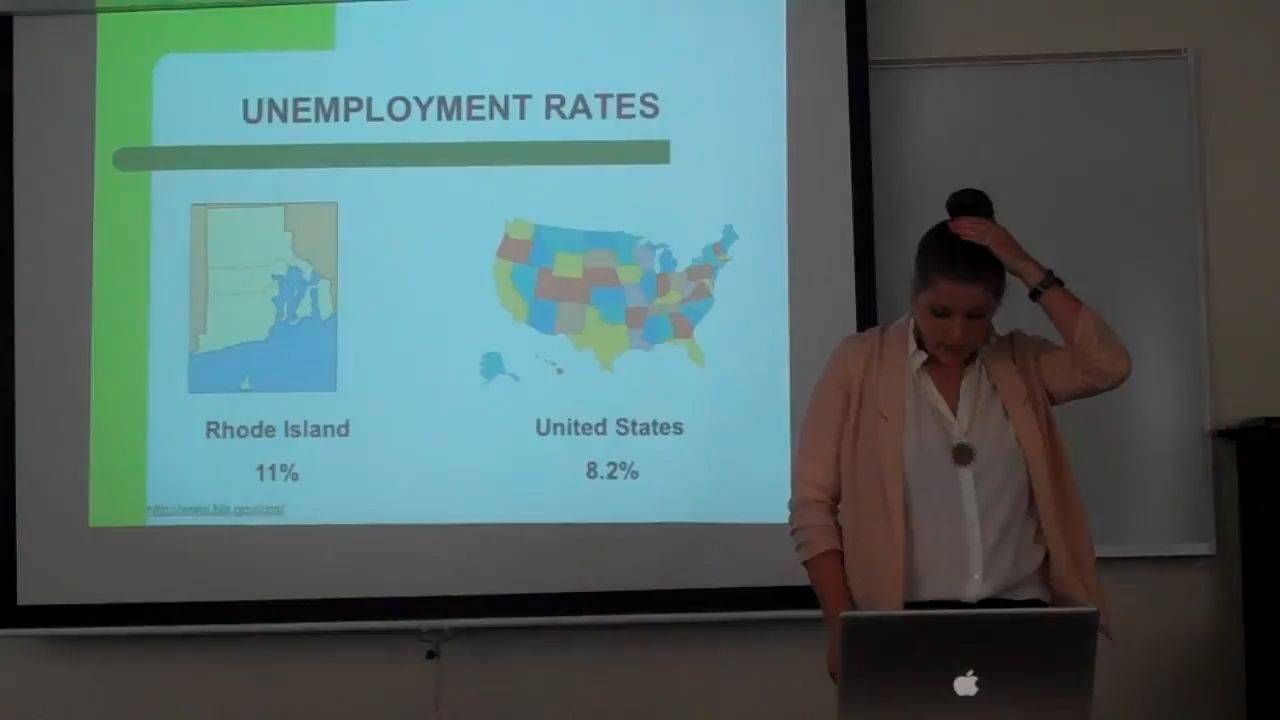 UNEMPLOYMENT RATES
Rhode Island
United States
11%
8.2%